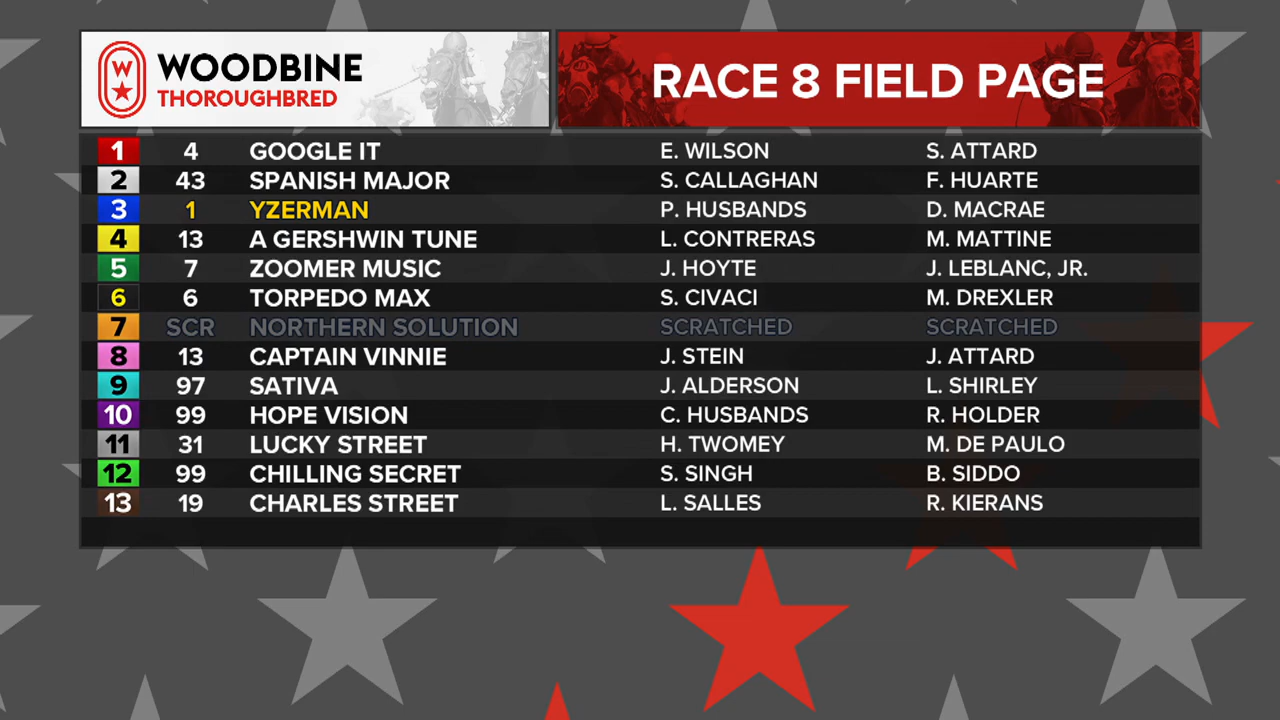 W
WOODBINE
THOROUGHBRED
RACE 8 FIELD PAGE
1 4 GOOGLE IT E. WILSON S. ATTARD
2 43 SPANISH MAJOR S. CALLAGHAN F. HUARTE
3 1 YZERMAN P. HUSBANDS D. MACRAE
4 13 A GERSHWIN TUNE L. CONTRERAS M. MATTINE
5 7 ZOOMER MUSIC J. HOYTE J. LEBLANC, JR.
6 6 TORPEDO MAX S. CIVACI M. DREXLER
7 SCR NORTHERN SOLUTION SCRATCHED SCRATCHED
8 13 CAPTAIN VINNIE J. STEIN J. ATTARD
9 97 SATIVA J. ALDERSON L. SHIRLEY
10 99 HOPE VISION C. HUSBANDS R. HOLDER
11 31 LUCKY STREET H. TWOMEY M. DE PAULO
12 99 CHILLING SECRET S. SINGH B. SIDDO
13 19 CHARLES STREET L. SALLES R. KIERANS